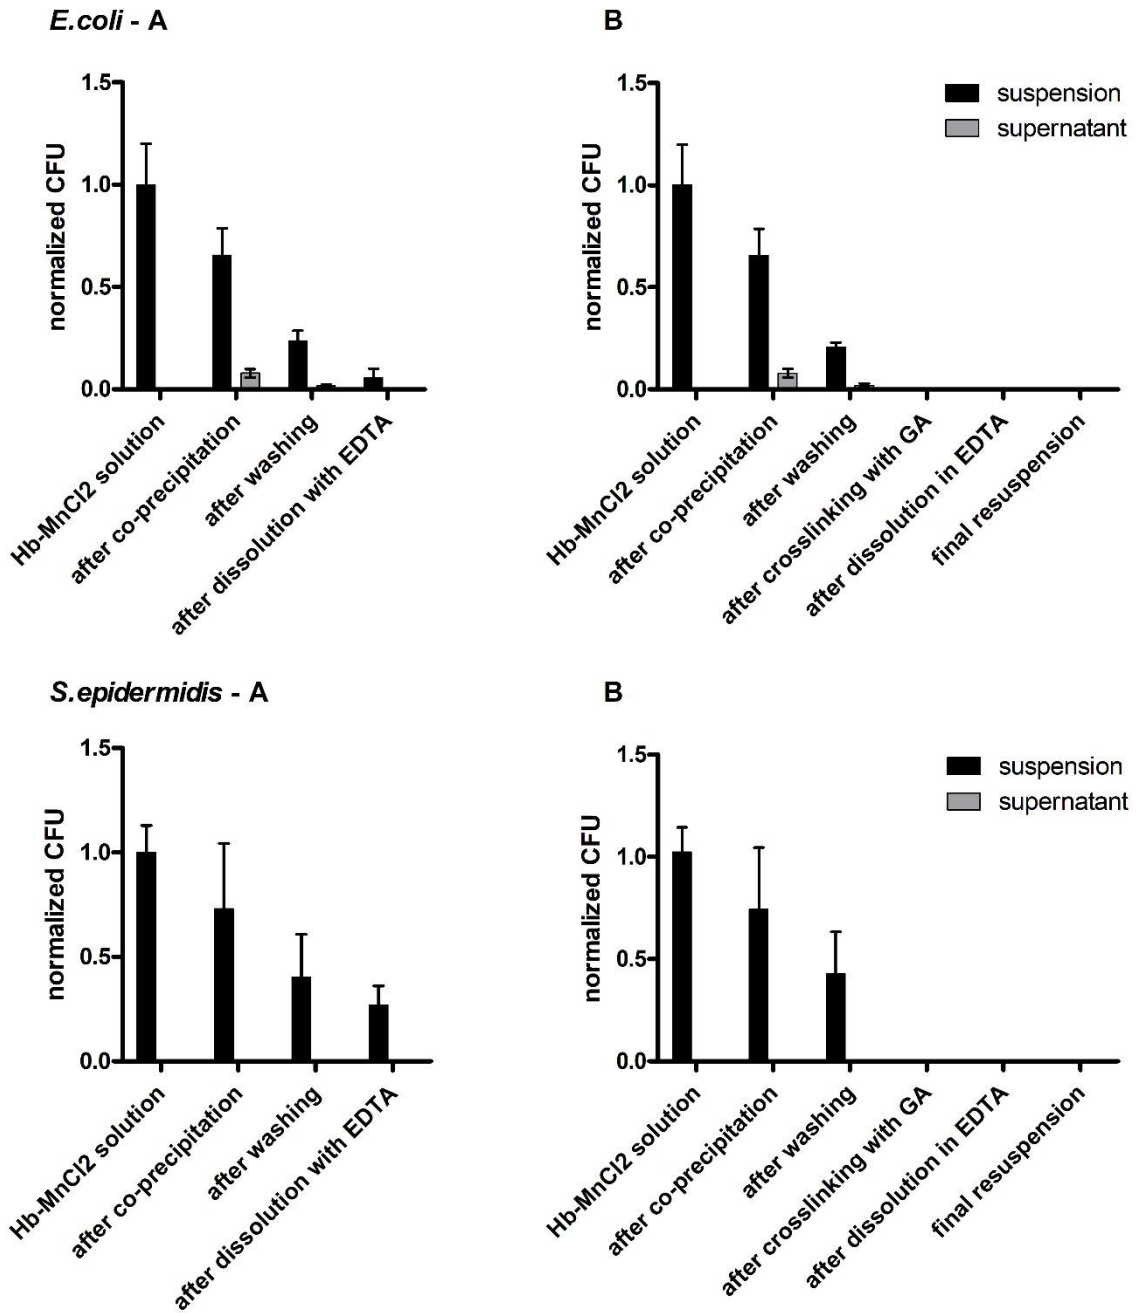 E.coli - A
B
1.5
1.0
0.5
0.0
normalized CFU
Hb-MnCl2 solution
after co-precipitation
after washing
after dissolution with EDTA
1.5
1.0
0.5
0.0
normalized CFU
suspension
supernatant
Hb-MnCl2 solution
after co-precipitation
after washing
after crosslinking with GA
after dissolution in EDTA
final resuspension
S.epidermidis - A
B
1.5
1.0
0.5
0.0
normalized CFU
Hb-MnCl2 solution
after co-precipitation
after washing
after dissolution with EDTA
1.5
1.0
0.5
0.0
normalized CFU
suspension
supernatant
Hb-MnCl2 solution
after co-precipitation
after washing
after crosslinking with GA
after dissolution in EDTA
final resuspension